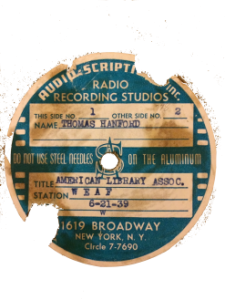 AUDIO-SCRIPTI INC.
RADIO
RECORDING STUDIOS
THIS SIDE NO. 1 OTHER SIDE NO. 2
NAME THOMAS HANFORD
DO NOT USE STEEL NEEDLES ON THE ALUMINUM
TITLE AMERICAN LIBRARY ASSOC.
STATION W E A F
6-21-39
W
1619 BROADWAY
NEW YORK, N. Y.
CIrcle 7-7690